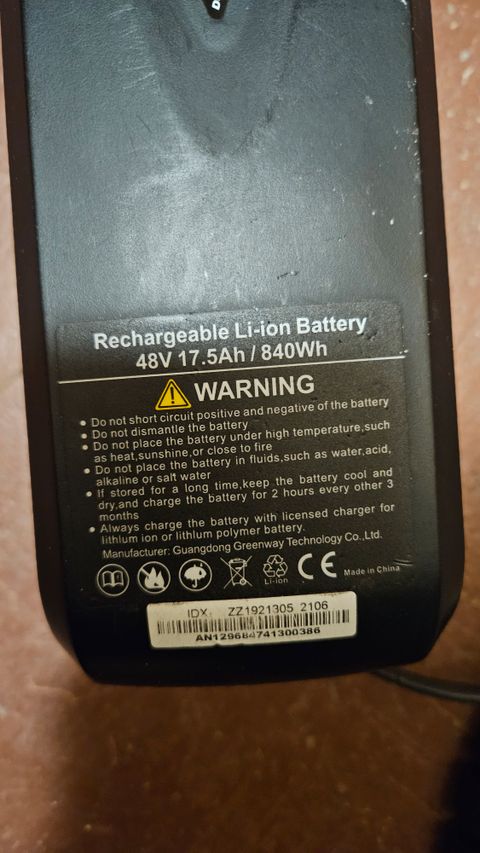 D
Rechargeable Li-ion Battery
48V 17.5Ah / 840Wh
WARNING
• Do not short circuit positive and negative of the battery
• Do not dismantle the battery
• Do not place the battery under high temperature,such
as heat,sunshine,or close to fire
• Do not place the battery in fluids,such as water,acid,
alkaline or salt water
• If stored for a long time,keep the battery cool and
dry,and charge the battery for 2 hours every other 3
months
• Always charge the battery with licensed charger for
lithium ion or lithium polymer battery.
Manufacturer: Guangdong Greenway Technology Co.,Ltd.
Li-ion
CE
Made in China
IDX: ZZ1921305 2106
AN129684741300386